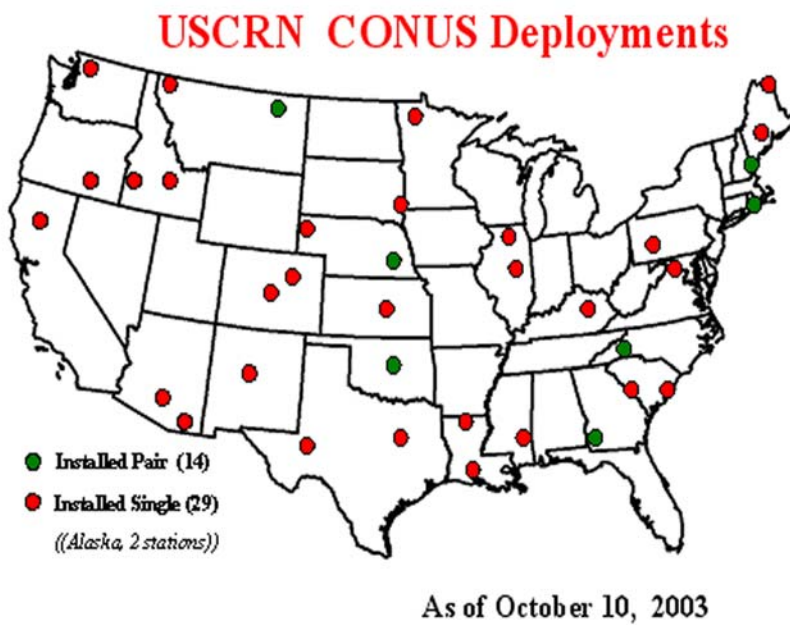 USCRN CONUS Deployments
Installed Pair (14)
Installed Single (29)
((Alaska, 2 stations))
As of October 10, 2003